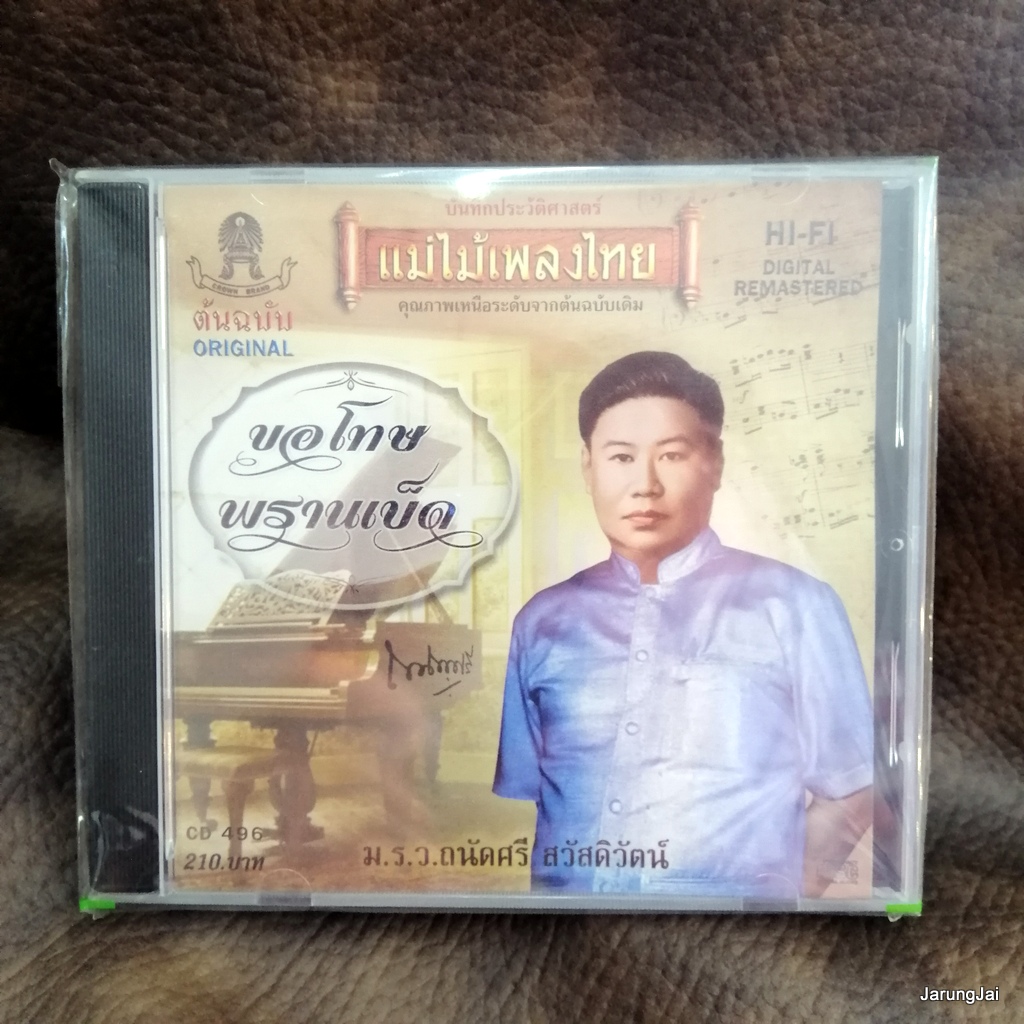 บันทึกประวัติศาสตร์
แม่ไม้เพลงไทย
คุณภาพเหนือระดับจากต้นฉบับเดิม
CROWN BRAND
ต้นฉบับ
ORIGINAL
HI-FI
DIGITAL
REMASTERED
ขอโทษ
พรานเบ็ด
CD 496
210.บาท
ม.ร.ว.ถนัดศรี สวัสดิวัตน์
JarungJai